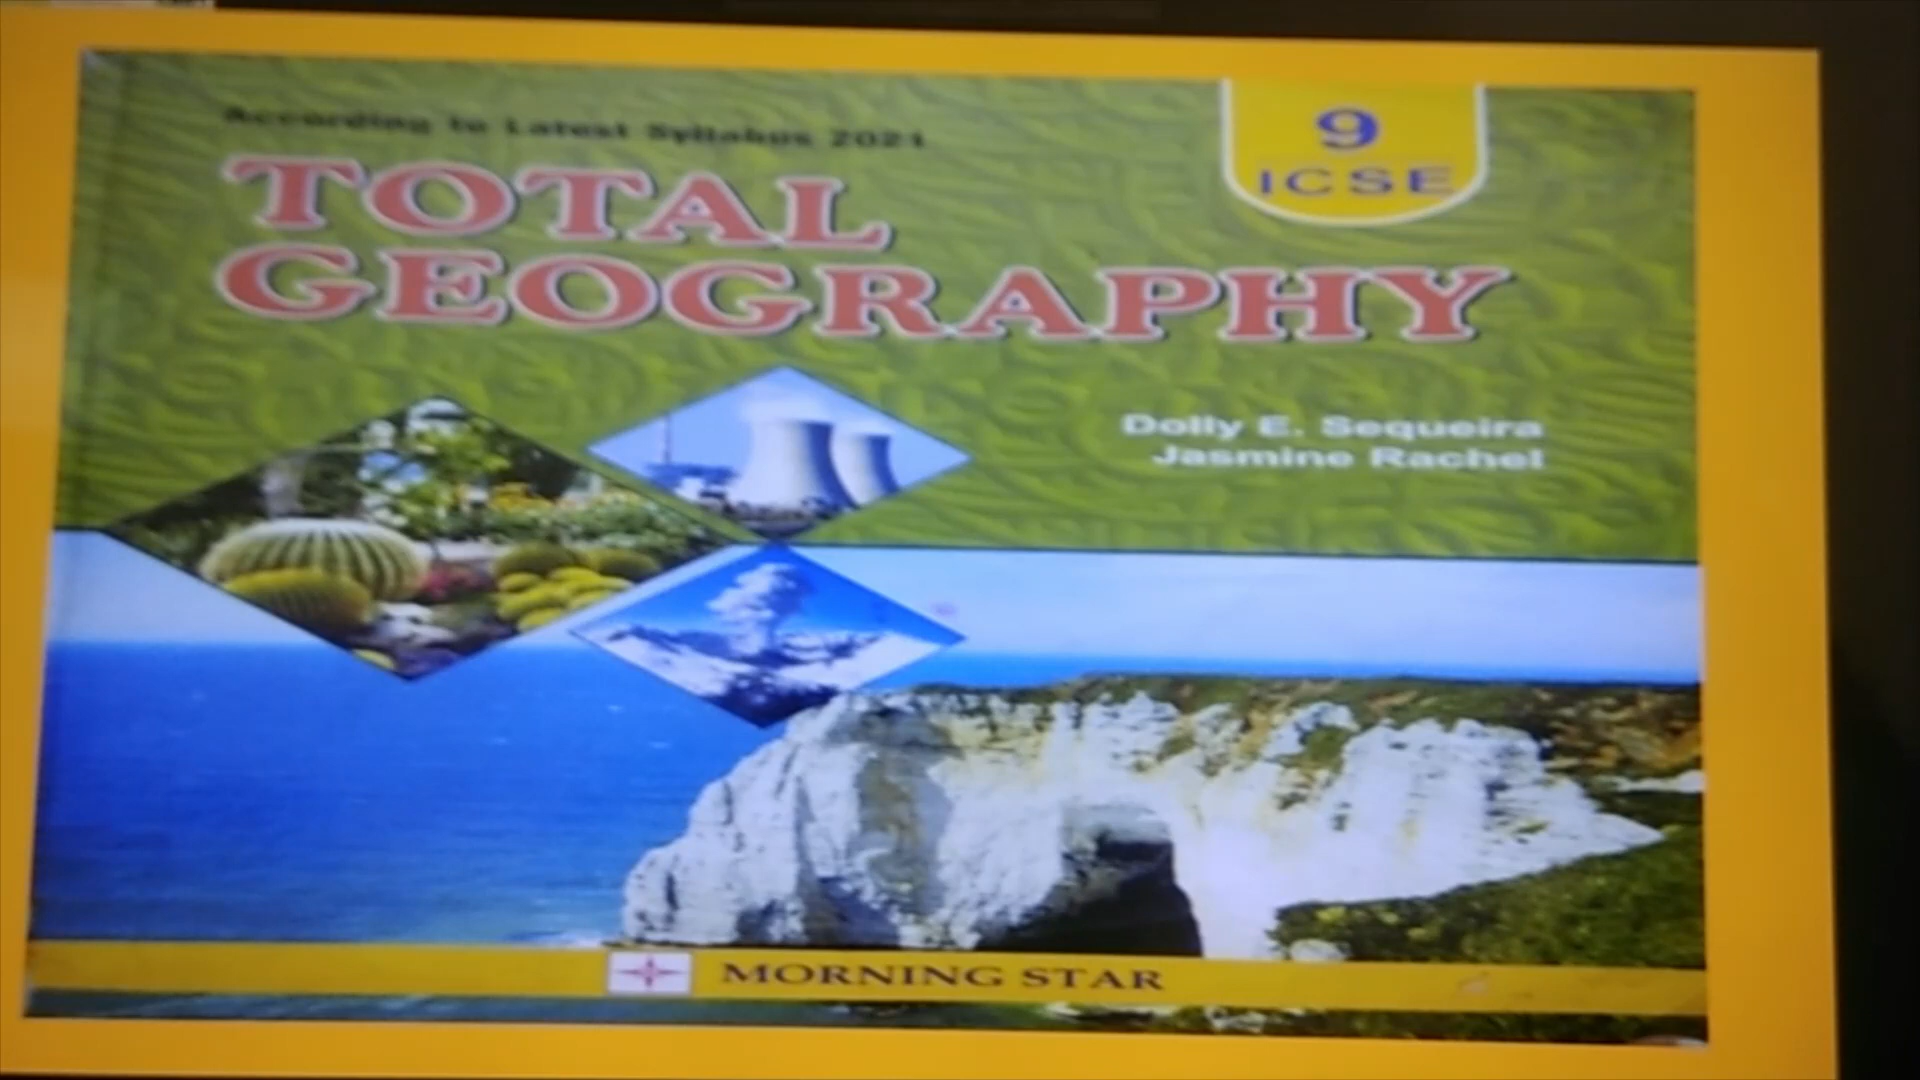 According to Latest Syllabus 2021
9
ICSE
TOTAL
GEOGRAPHY
Dolly E. Sequeira
Jasmine Rachel
MORNING STAR